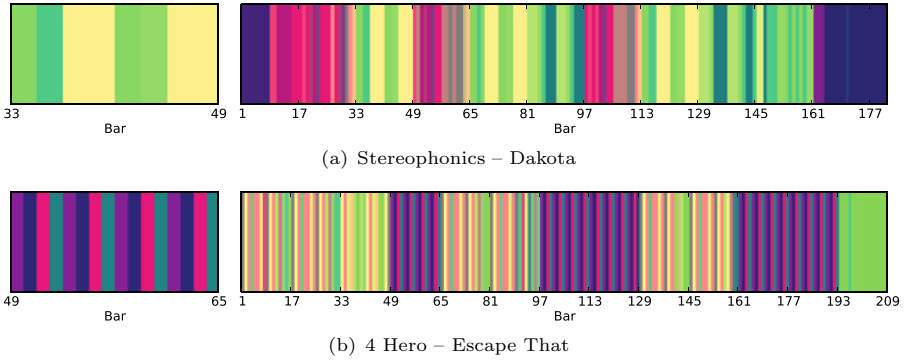 33 49 1 17 33 49 65 81 97 113 129 145 161 177
Bar Bar
(a) Stereophonics – Dakota
49 65 1 17 33 49 65 81 97 113 129 145 161 177 193 209
Bar Bar
(b) 4 Hero – Escape That